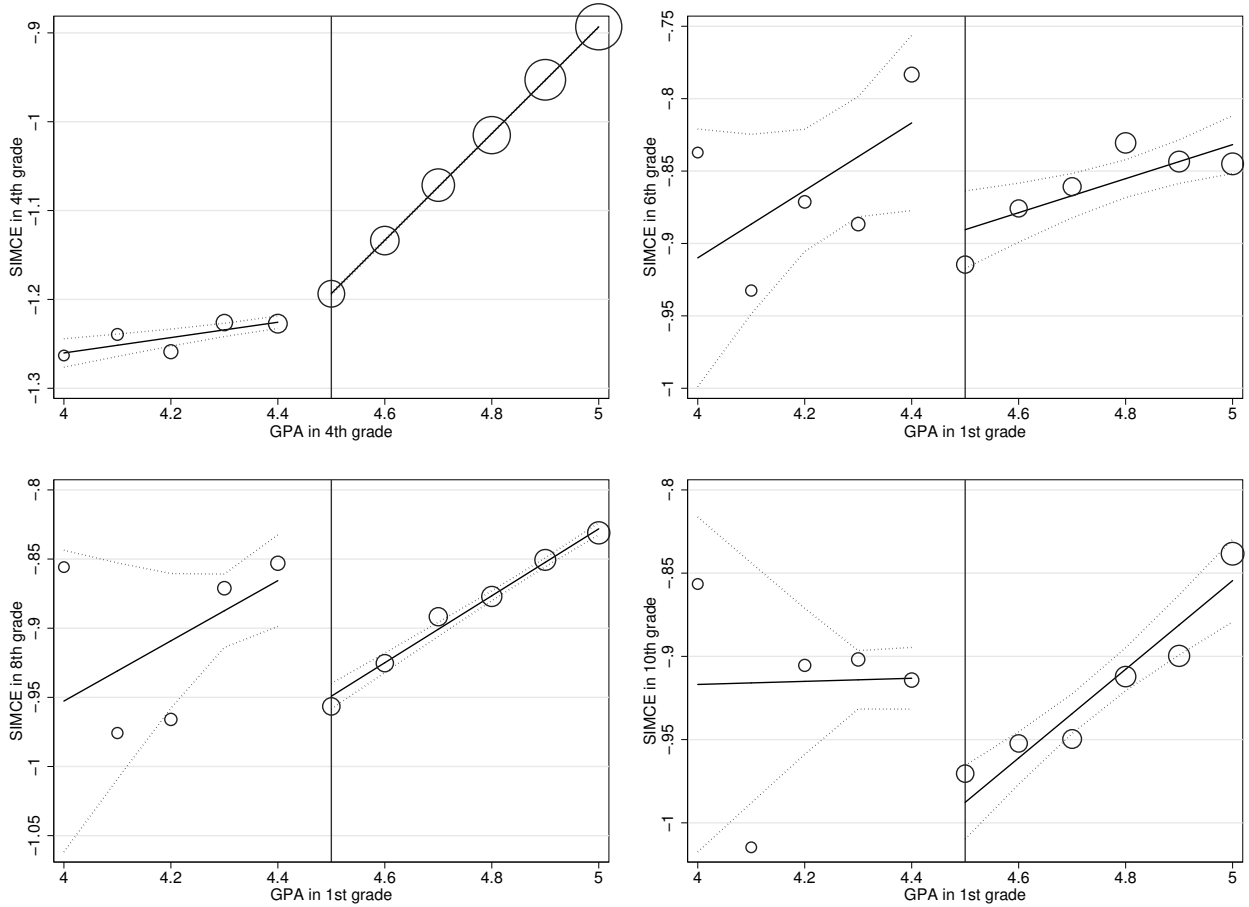 −.9
−1
−1.1
−1.2
−1.3
SIMCE in 4th grade
4 4.2 4.4 4.6 4.8 5
GPA in 4th grade
−.75
−.8
−.85
−.9
−.95
−1
SIMCE in 6th grade
4 4.2 4.4 4.6 4.8 5
GPA in 1st grade
−.8
−.85
−.9
−.95
−1
−1.05
SIMCE in 8th grade
4 4.2 4.4 4.6 4.8 5
GPA in 1st grade
−.8
−.85
−.9
−.95
−1
SIMCE in 10th grade
4 4.2 4.4 4.6 4.8 5
GPA in 1st grade